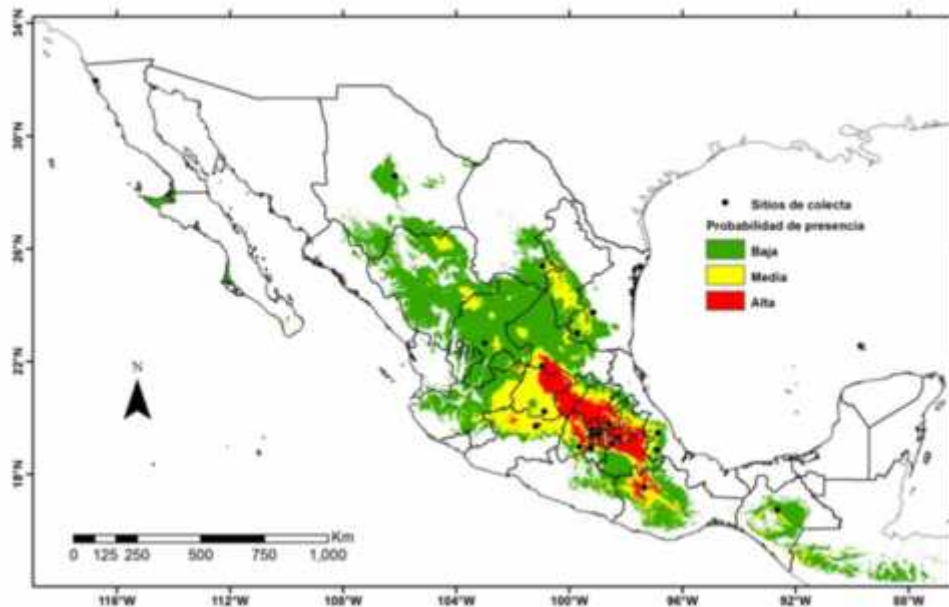 34°N
30°N
26°N
22°N
18°N
Sitios de colecta
Probabilidad de presencia
Baja
Media
Alta
N
Km
0 125 250 500 750 1,000
116°W 112°W 108°W 104°W 100°W 96°W 92°W 88°W